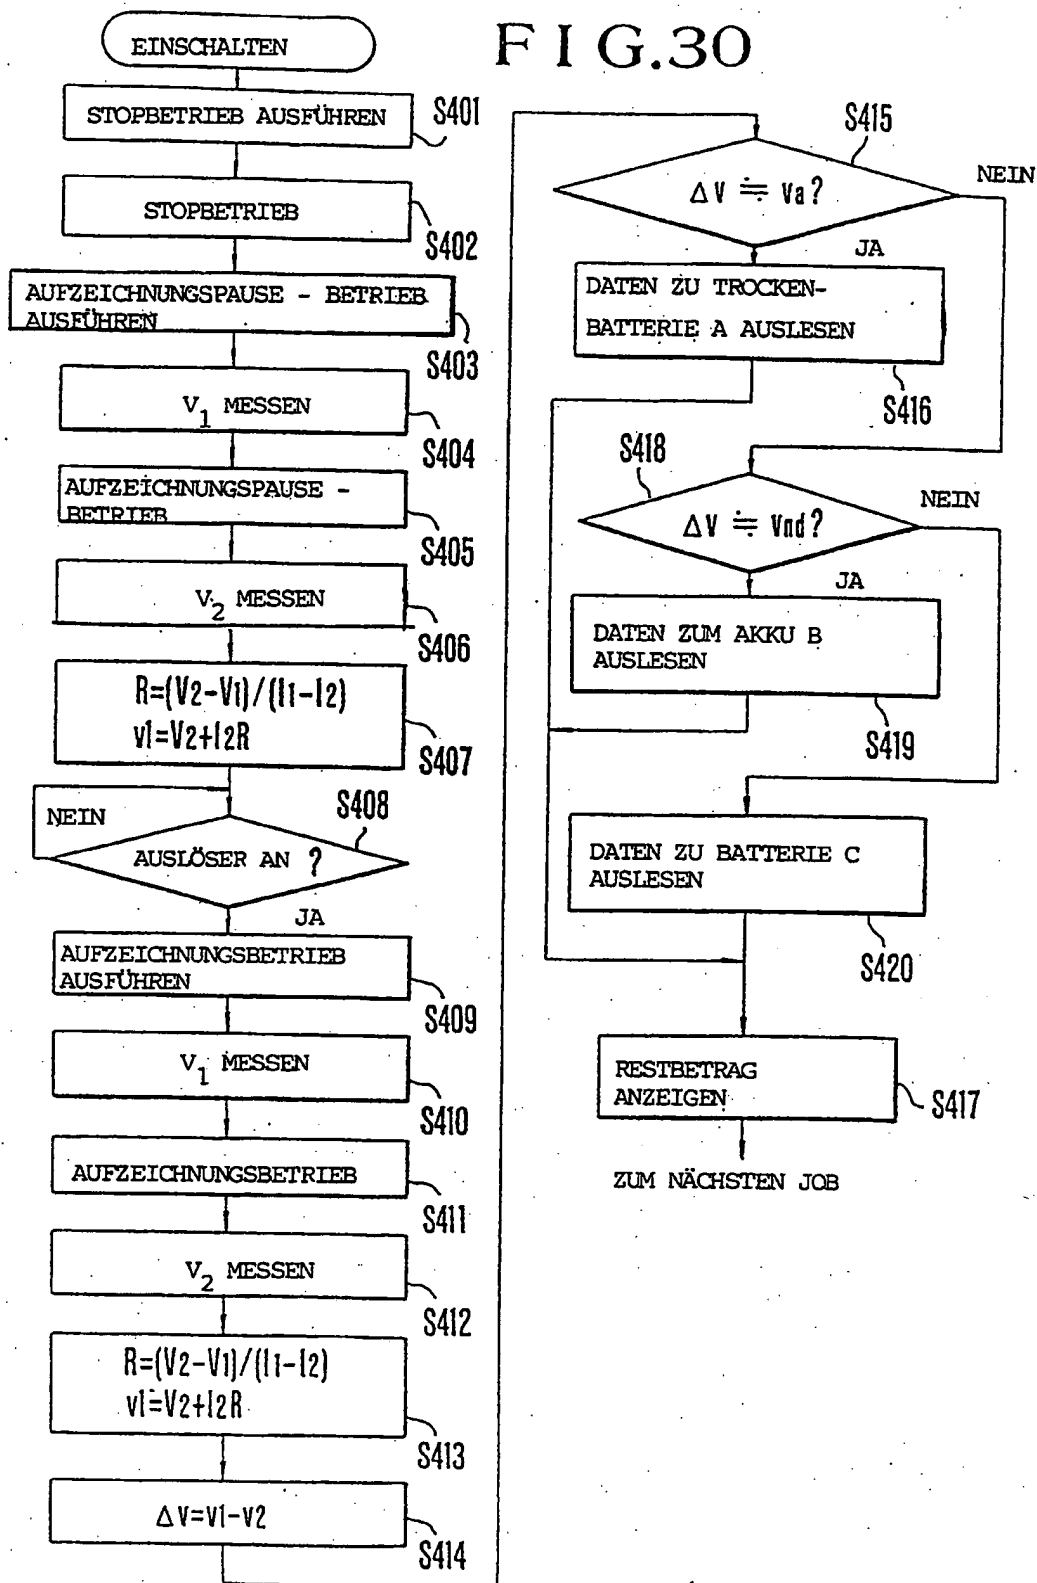 FIG.30
EINSCHALTEN
STOPBETRIEB AUSFÜHREN
S401
STOPBETRIEB
S402
AUFZEICHNUNGSPAUSE - BETRIEB
AUSFÜHREN
S403
V1 MESSEN
S404
AUFZEICHNUNGSPAUSE -
BETRIEB
S405
V2 MESSEN
S406
R=(V2-V1)/(I1-I2)
v1=V2+I2R
S407
NEIN
S408
AUSLÖSER AN ?
JA
AUFZEICHNUNGSBETRIEB
AUSFÜHREN
S409
V1 MESSEN
S410
AUFZEICHNUNGSBETRIEB
S411
V2 MESSEN
S412
R=(V2-V1)/(I1-I2)
v1=V2+I2R
S413
Δv=v1-v2
S414
S415
ΔV ≒ Va?
NEIN
JA
DATEN ZU TROCKEN-
BATTERIE A AUSLESEN
S416
S418
ΔV ≒ Vnd?
NEIN
JA
DATEN ZUM AKKU B
AUSLESEN
S419
DATEN ZU BATTERIE C
AUSLESEN
S420
RESTBETRAG
ANZEIGEN
S417
ZUM NÄCHSTEN JOB